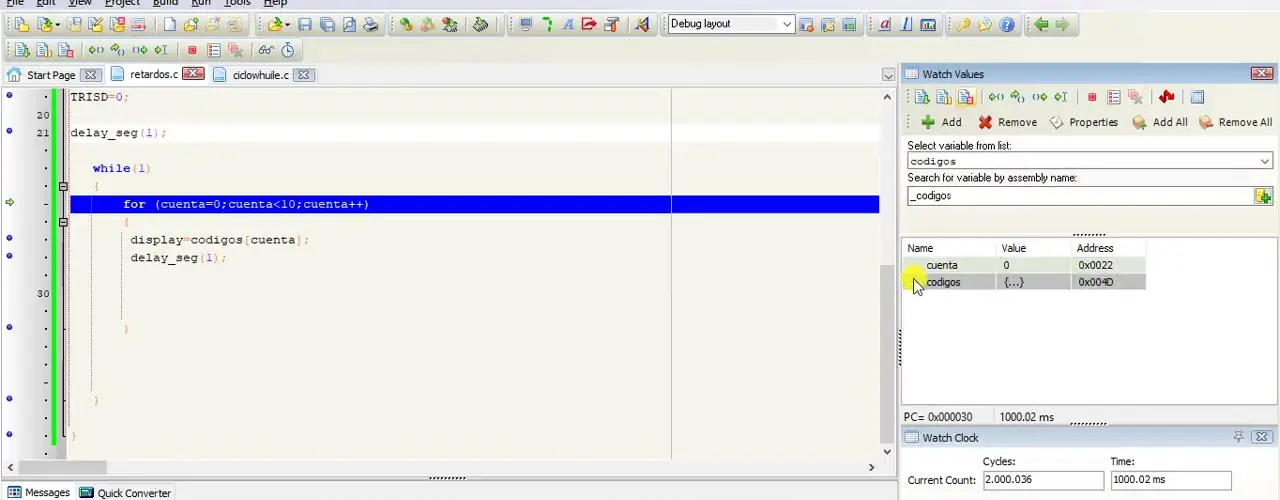 File Edit View Project Build Run Tools Help
Debug layout
Start Page
retardos.c
ciclowhuile.c
TRISD=0;
20
21 delay_seg(1);
while(1)
{
for (cuenta=0;cuenta<10;cuenta++)
{
display=codigos[cuenta];
delay_seg(1);
30
}
}
}
Messages Quick Converter
Watch Values
Add Remove Properties Add All Remove All
Select variable from list:
codigos
Search for variable by assembly name:
_codigos
Name Value Address
cuenta 0 0x0022
codigos {...} 0x004D
PC= 0x000030 1000.02 ms
Watch Clock
Cycles: Time:
Current Count: 2.000.036 1000.02 ms